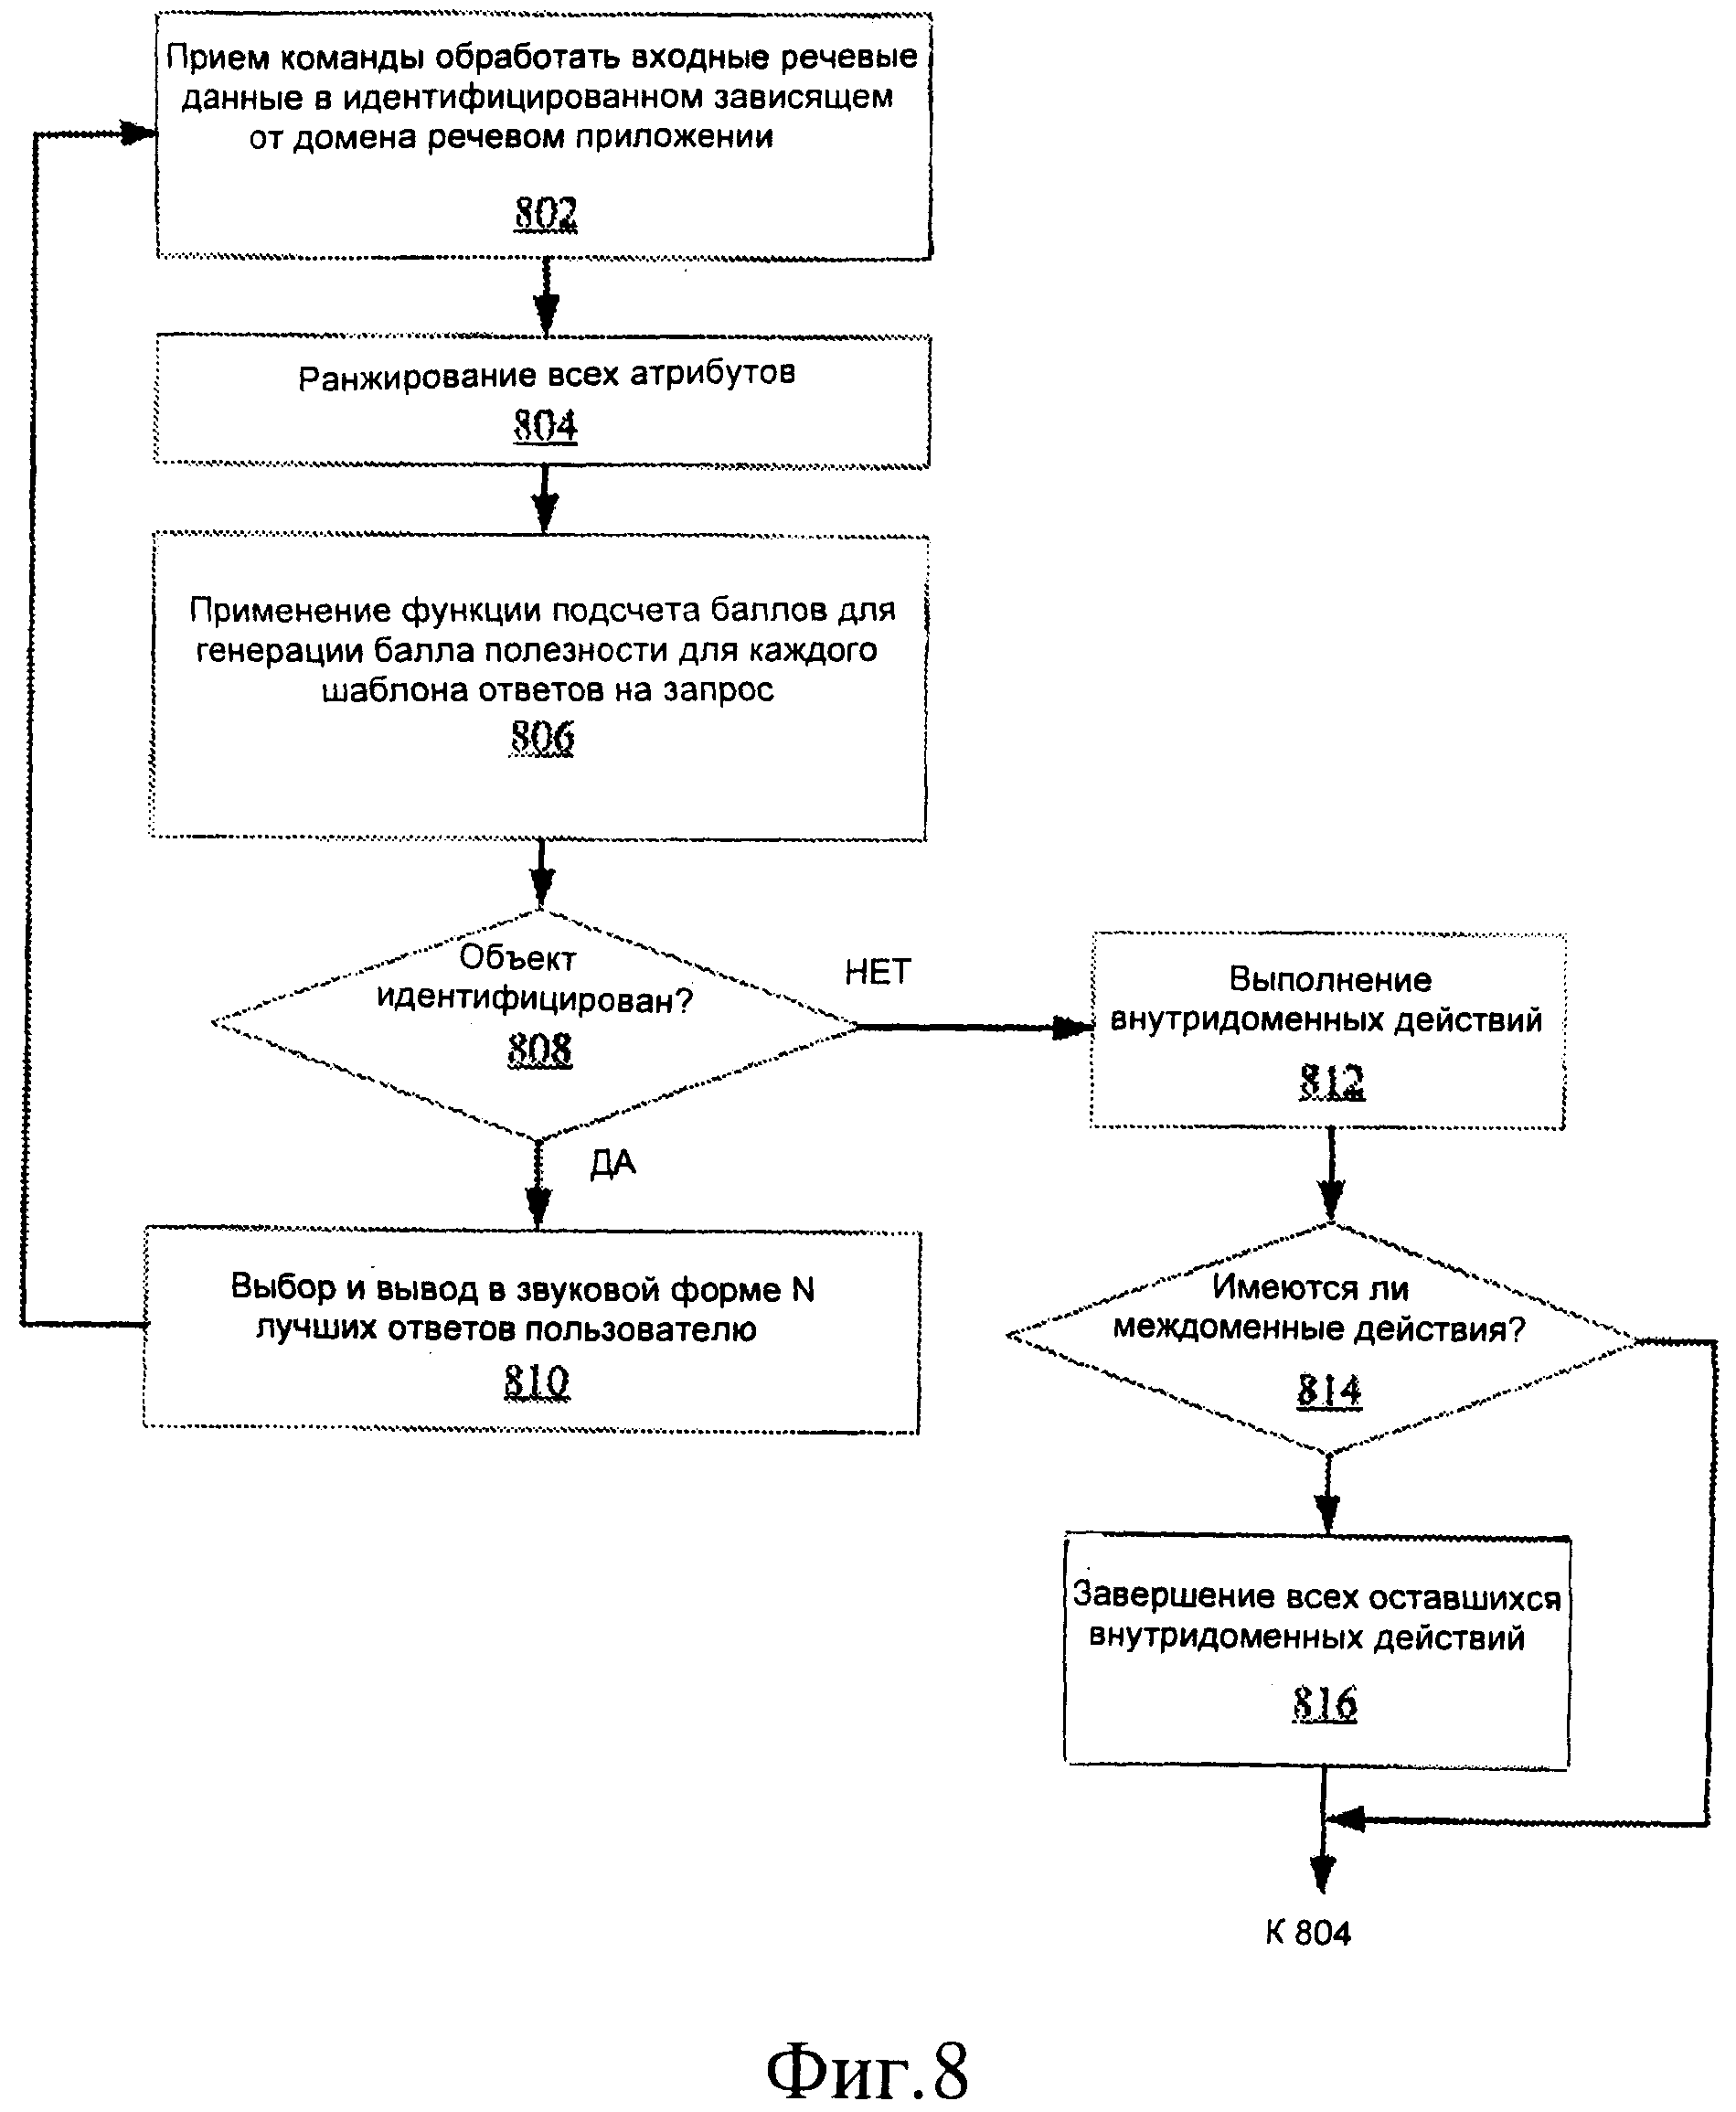 Прием команды обработать входные речевые
данные в идентифицированном зависящем
от домена речевом приложении
802
Ранжирование всех атрибутов
804
Применение функции подсчета баллов для
генерации балла полезности для каждого
шаблона ответов на запрос
806
Объект
идентифицирован?
808
НЕТ
ДА
Выбор и вывод в звуковой форме N
лучших ответов пользователю
810
Выполнение
внутридоменных действий
812
Имеются ли
междоменные действия?
814
Завершение всех оставшихся
внутридоменных действий
816
К 804
Фиг.8